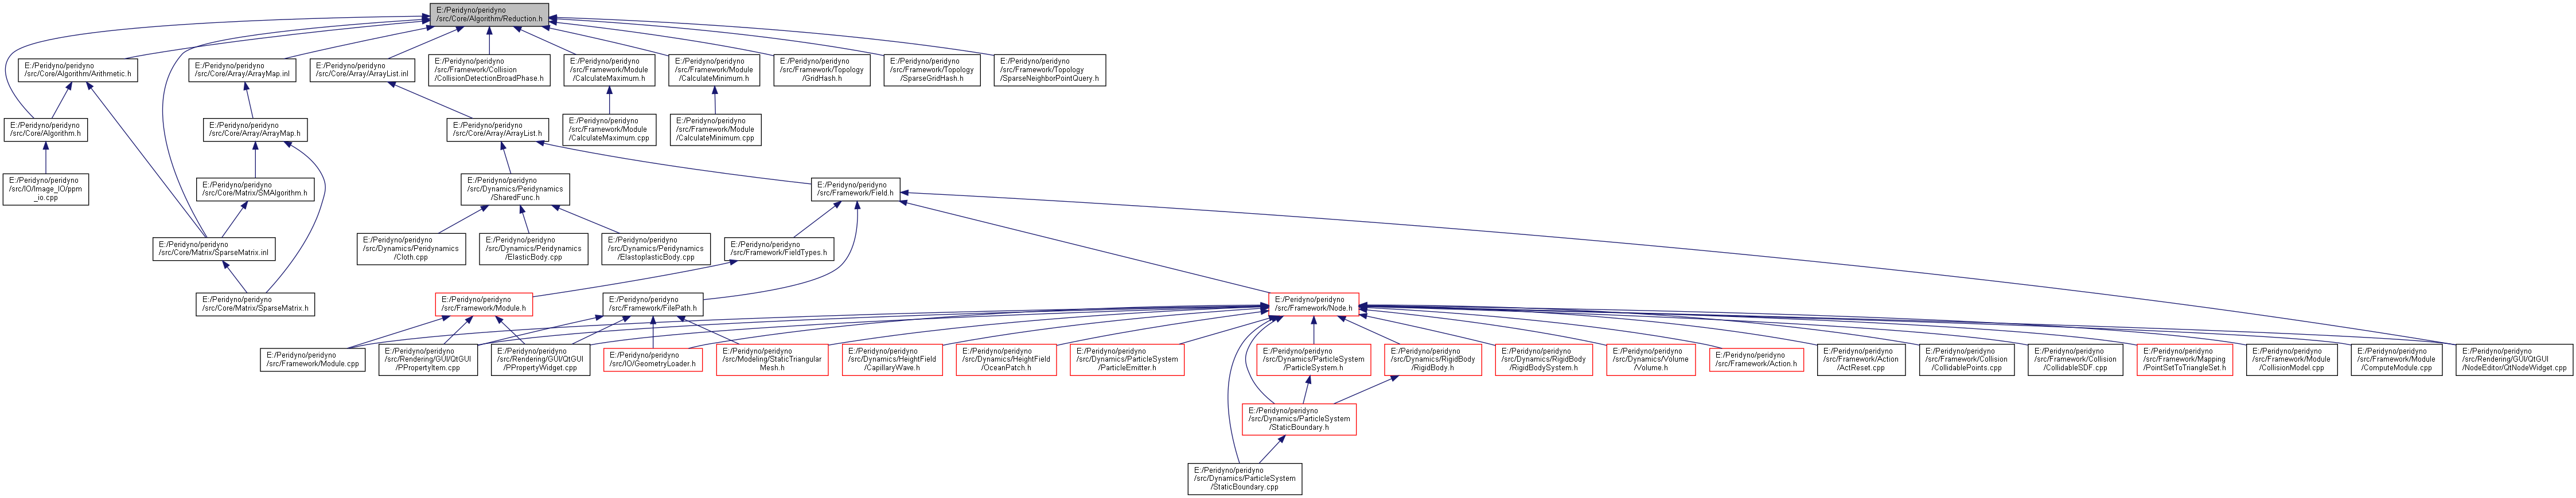 E:/Peridyno/peridyno
/src/Core/Algorithm/Reduction.h
E:/Peridyno/peridyno
/src/Core/Algorithm/Arithmetic.h
E:/Peridyno/peridyno
/src/Core/Array/ArrayMap.inl
E:/Peridyno/peridyno
/src/Core/Array/ArrayList.inl
E:/Peridyno/peridyno
/src/Framework/Collision
/CollisionDetectionBroadPhase.h
E:/Peridyno/peridyno
/src/Framework/Module
/CalculateMaximum.h
E:/Peridyno/peridyno
/src/Framework/Module
/CalculateMinimum.h
E:/Peridyno/peridyno
/src/Framework/Topology
/GridHash.h
E:/Peridyno/peridyno
/src/Framework/Topology
/SparseGridHash.h
E:/Peridyno/peridyno
/src/Framework/Topology
/SparseNeighborPointQuery.h
E:/Peridyno/peridyno
/src/Core/Algorithm.h
E:/Peridyno/peridyno
/src/Core/Array/ArrayMap.h
E:/Peridyno/peridyno
/src/Core/Array/ArrayList.h
E:/Peridyno/peridyno
/src/Framework/Module
/CalculateMaximum.cpp
E:/Peridyno/peridyno
/src/Framework/Module
/CalculateMinimum.cpp
E:/Peridyno/peridyno
/src/IO/Image_IO/ppm
_io.cpp
E:/Peridyno/peridyno
/src/Core/Matrix/SMAlgorithm.h
E:/Peridyno/peridyno
/src/Dynamics/Peridynamics
/SharedFunc.h
E:/Peridyno/peridyno
/src/Framework/Field.h
E:/Peridyno/peridyno
/src/Core/Matrix/SparseMatrix.inl
E:/Peridyno/peridyno
/src/Dynamics/Peridynamics
/Cloth.cpp
E:/Peridyno/peridyno
/src/Dynamics/Peridynamics
/ElasticBody.cpp
E:/Peridyno/peridyno
/src/Dynamics/Peridynamics
/ElastoplasticBody.cpp
E:/Peridyno/peridyno
/src/Framework/FieldTypes.h
E:/Peridyno/peridyno
/src/Core/Matrix/SparseMatrix.h
E:/Peridyno/peridyno
/src/Framework/Module.h
E:/Peridyno/peridyno
/src/Framework/FilePath.h
E:/Peridyno/peridyno
/src/Framework/Node.h
E:/Peridyno/peridyno
/src/Framework/Module.cpp
E:/Peridyno/peridyno
/src/Rendering/GUI/QtGUI
/PPropertyItem.cpp
E:/Peridyno/peridyno
/src/Rendering/GUI/QtGUI
/PPropertyWidget.cpp
E:/Peridyno/peridyno
/src/IO/GeometryLoader.h
E:/Peridyno/peridyno
/src/Modeling/StaticTriangular
Mesh.h
E:/Peridyno/peridyno
/src/Dynamics/HeightField
/CapillaryWave.h
E:/Peridyno/peridyno
/src/Dynamics/HeightField
/OceanPatch.h
E:/Peridyno/peridyno
/src/Dynamics/ParticleSystem
/ParticleEmitter.h
E:/Peridyno/peridyno
/src/Dynamics/ParticleSystem
/ParticleSystem.h
E:/Peridyno/peridyno
/src/Dynamics/RigidBody
/RigidBody.h
E:/Peridyno/peridyno
/src/Dynamics/RigidBody
/RigidBodySystem.h
E:/Peridyno/peridyno
/src/Dynamics/Volume
/Volume.h
E:/Peridyno/peridyno
/src/Framework/Action.h
E:/Peridyno/peridyno
/src/Framework/Action
/ActReset.cpp
E:/Peridyno/peridyno
/src/Framework/Collision
/CollidablePoints.cpp
E:/Peridyno/peridyno
/src/Framework/Collision
/CollidableSDF.cpp
E:/Peridyno/peridyno
/src/Framework/Mapping
/PointSetToTriangleSet.h
E:/Peridyno/peridyno
/src/Framework/Module
/CollisionModel.cpp
E:/Peridyno/peridyno
/src/Framework/Module
/ComputeModule.cpp
E:/Peridyno/peridyno
/src/Rendering/GUI/QtGUI
/NodeEditor/QtNodeWidget.cpp
E:/Peridyno/peridyno
/src/Dynamics/ParticleSystem
/StaticBoundary.h
E:/Peridyno/peridyno
/src/Dynamics/ParticleSystem
/StaticBoundary.cpp